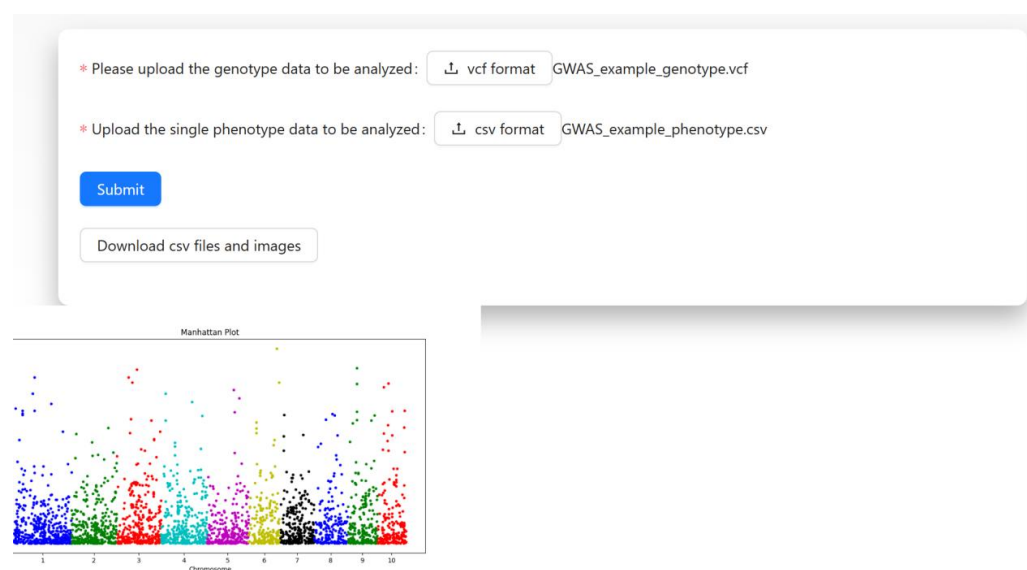 * Please upload the genotype data to be analyzed: vcf format GWAS_example_genotype.vcf
* Upload the single phenotype data to be analyzed: csv format GWAS_example_phenotype.csv
Submit
Download csv files and images
Manhattan Plot
1 2 3 4 5 6 7 8 9 10
Chromosome